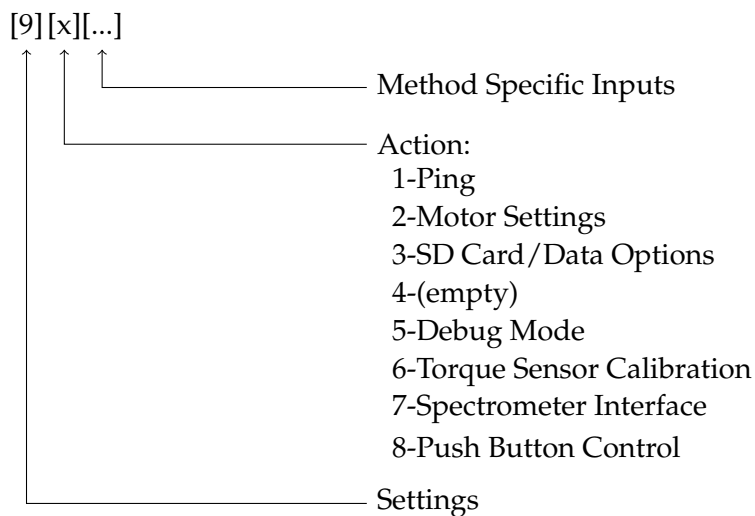 [9][x][...]
Method Specific Inputs
Action:
1-Ping
2-Motor Settings
3-SD Card/Data Options
4-(empty)
5-Debug Mode
6-Torque Sensor Calibration
7-Spectrometer Interface
8-Push Button Control
Settings